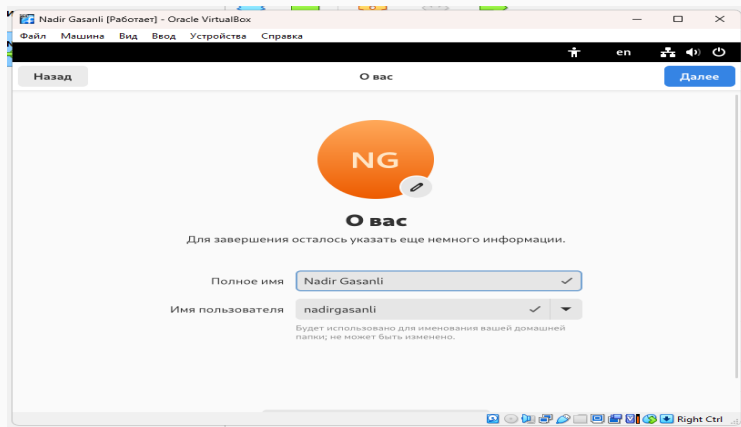 Nadir Gasanli [Работает] - Oracle VirtualBox
Файл Машина Вид Ввод Устройства Справка
en
Назад
О вас
Далее
NG
О вас
Для завершения осталось указать еще немного информации.
Полное имя
Nadir Gasanli
Имя пользователя
nadirgasanli
Будет использовано для именования вашей домашней
папки; не может быть изменено.
Right Ctrl